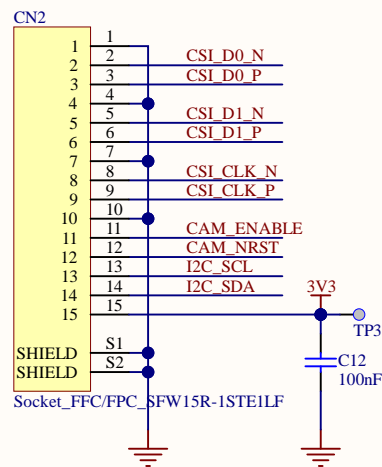 CN2
1 1
2 2 CSI_D0_N
3 3 CSI_D0_P
4 4
5 5 CSI_D1_N
6 6 CSI_D1_P
7 7
8 8 CSI_CLK_N
9 9 CSI_CLK_P
10 10
11 11 CAM_ENABLE
12 12 CAM_NRST
13 13 I2C_SCL
14 14 I2C_SDA 3V3
15 15
TP3
SHIELD S1
SHIELD S2
C12
100nF
Socket_FFC/FPC_SFW15R-1STE1LF